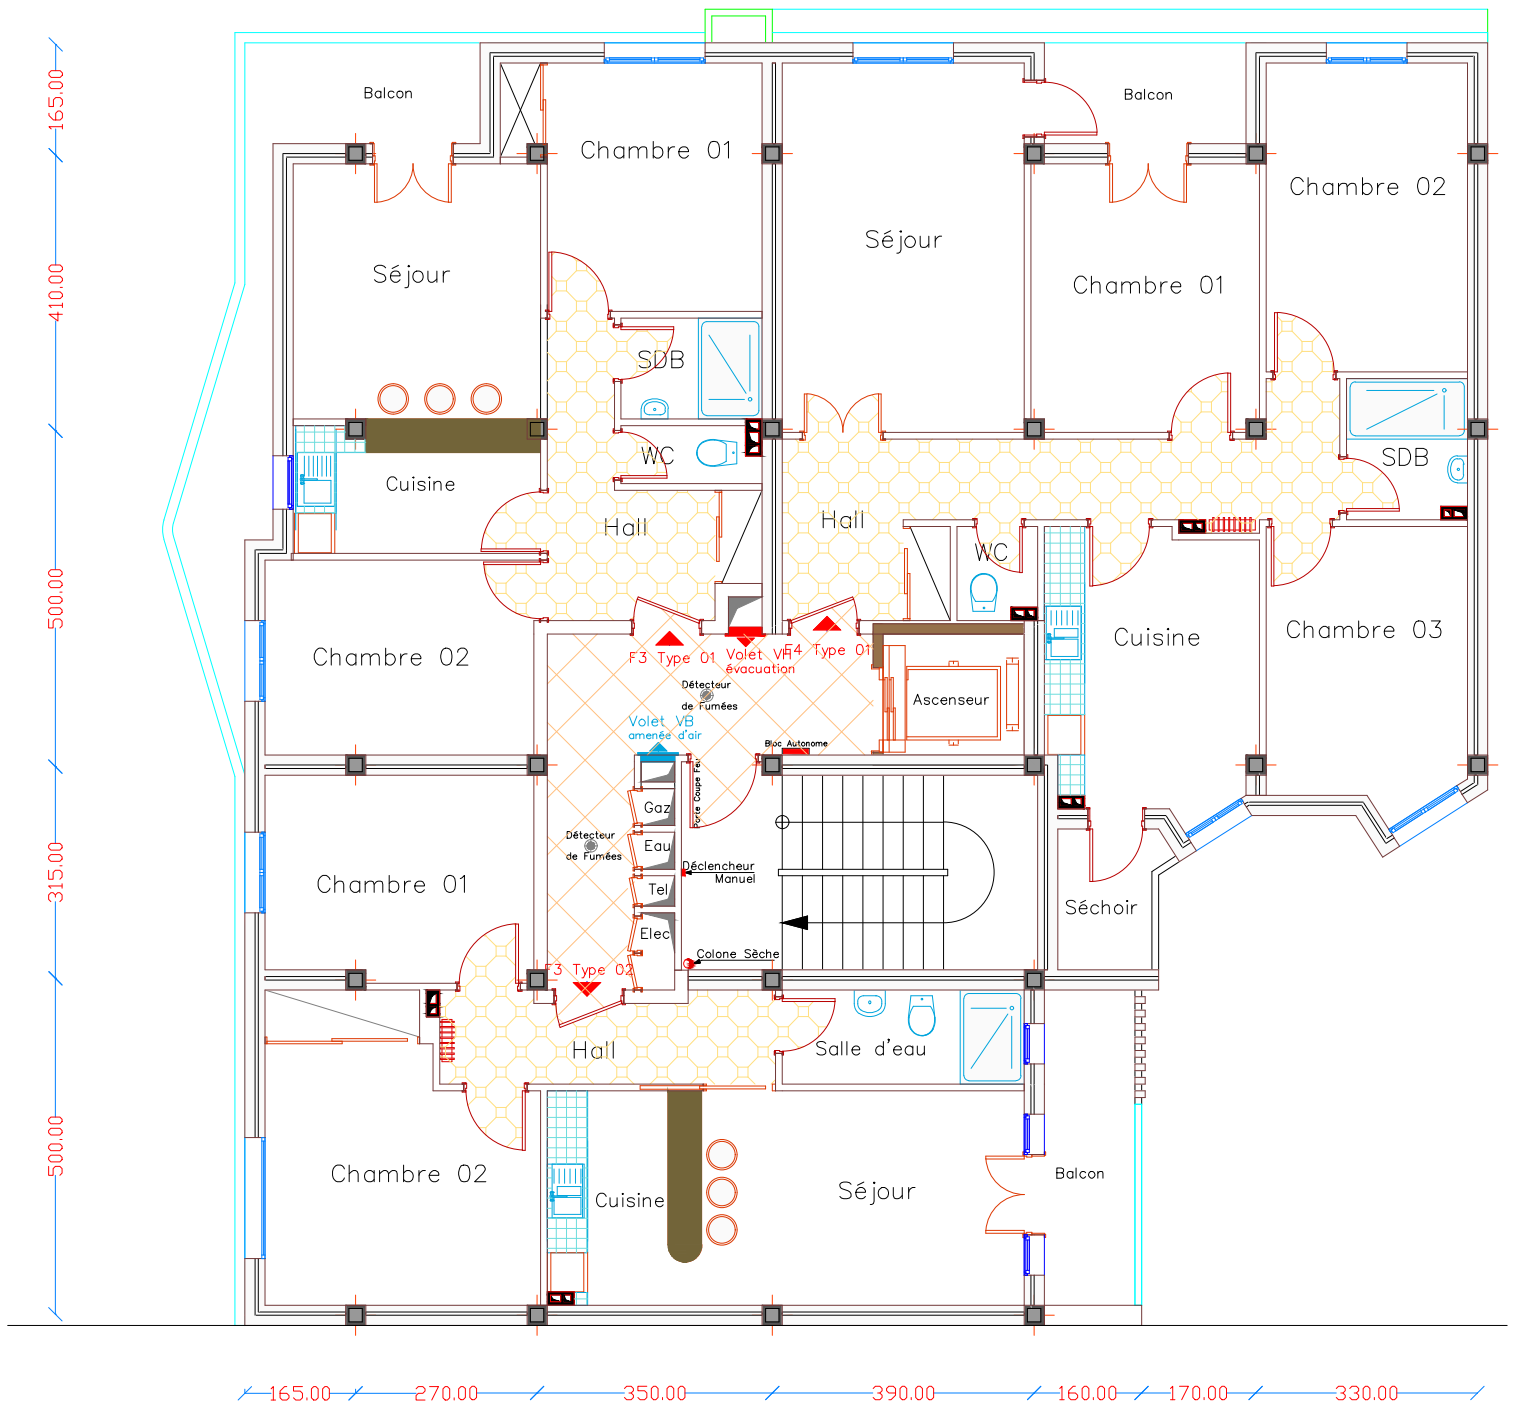 165.00
Balcon
Balcon
Chambre 01
Chambre 02
Séjour
Séjour
410.00
Chambre 01
SDB
WC
SDB
Cuisine
Hall
Hall
WC
500.00
Chambre 02
F3 Type 01
Volet VH
évacuation
F4 Type 01
Cuisine
Chambre 03
Détecteur
de Fumées
Ascenseur
Volet VB
amenée d'air
Bloc Autonome
Porte Coupe Feu
Gaz
Détecteur
de Fumées
Eau
315.00
Déclencheur
Manuel
Chambre 01
Tel
Séchoir
Elec
Colone Sèche
F3 Type 02
Hall
Salle d'eau
500.00
Chambre 02
Cuisine
Séjour
Balcon
165.00
270.00
350.00
390.00
160.00
170.00
330.00